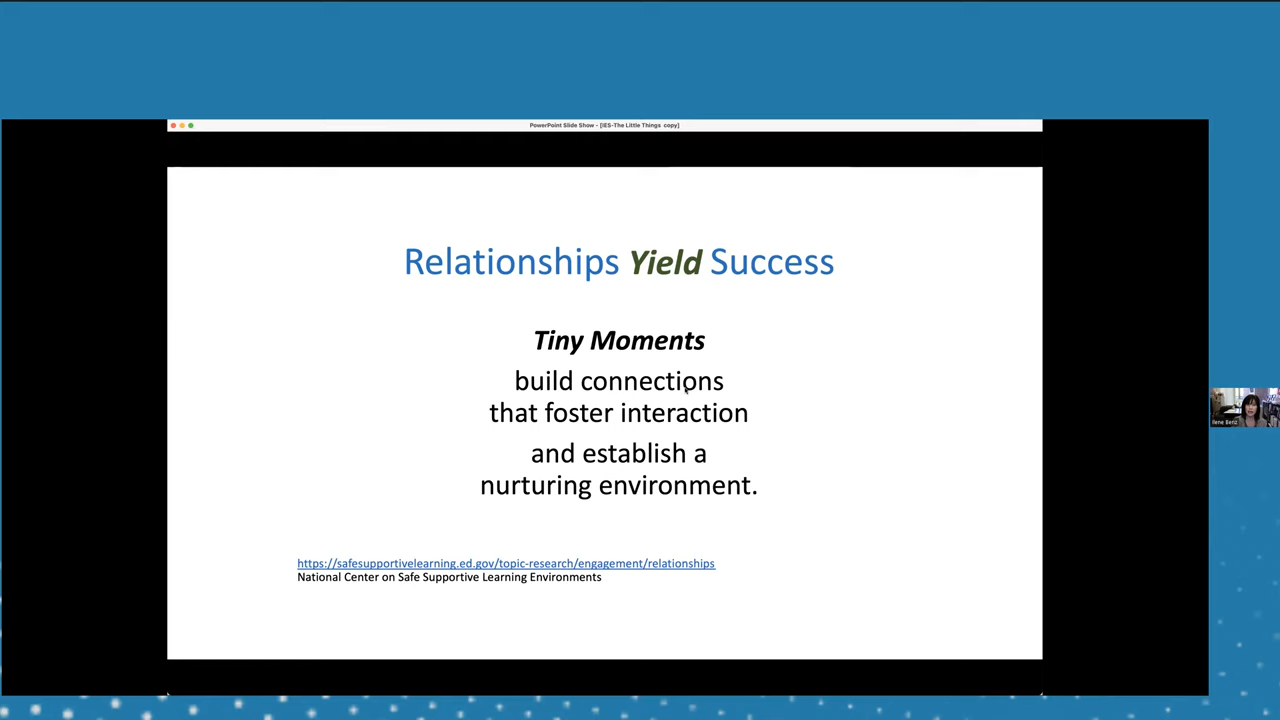 PowerPoint Slide Show - [IES-The Little Things copy]
Relationships Yield Success
Tiny Moments
build connections
that foster interaction
and establish a
nurturing environment.
https://safesupportivelearning.ed.gov/topic-research/engagement/relationships
National Center on Safe Supportive Learning Environments
Ilene Benz